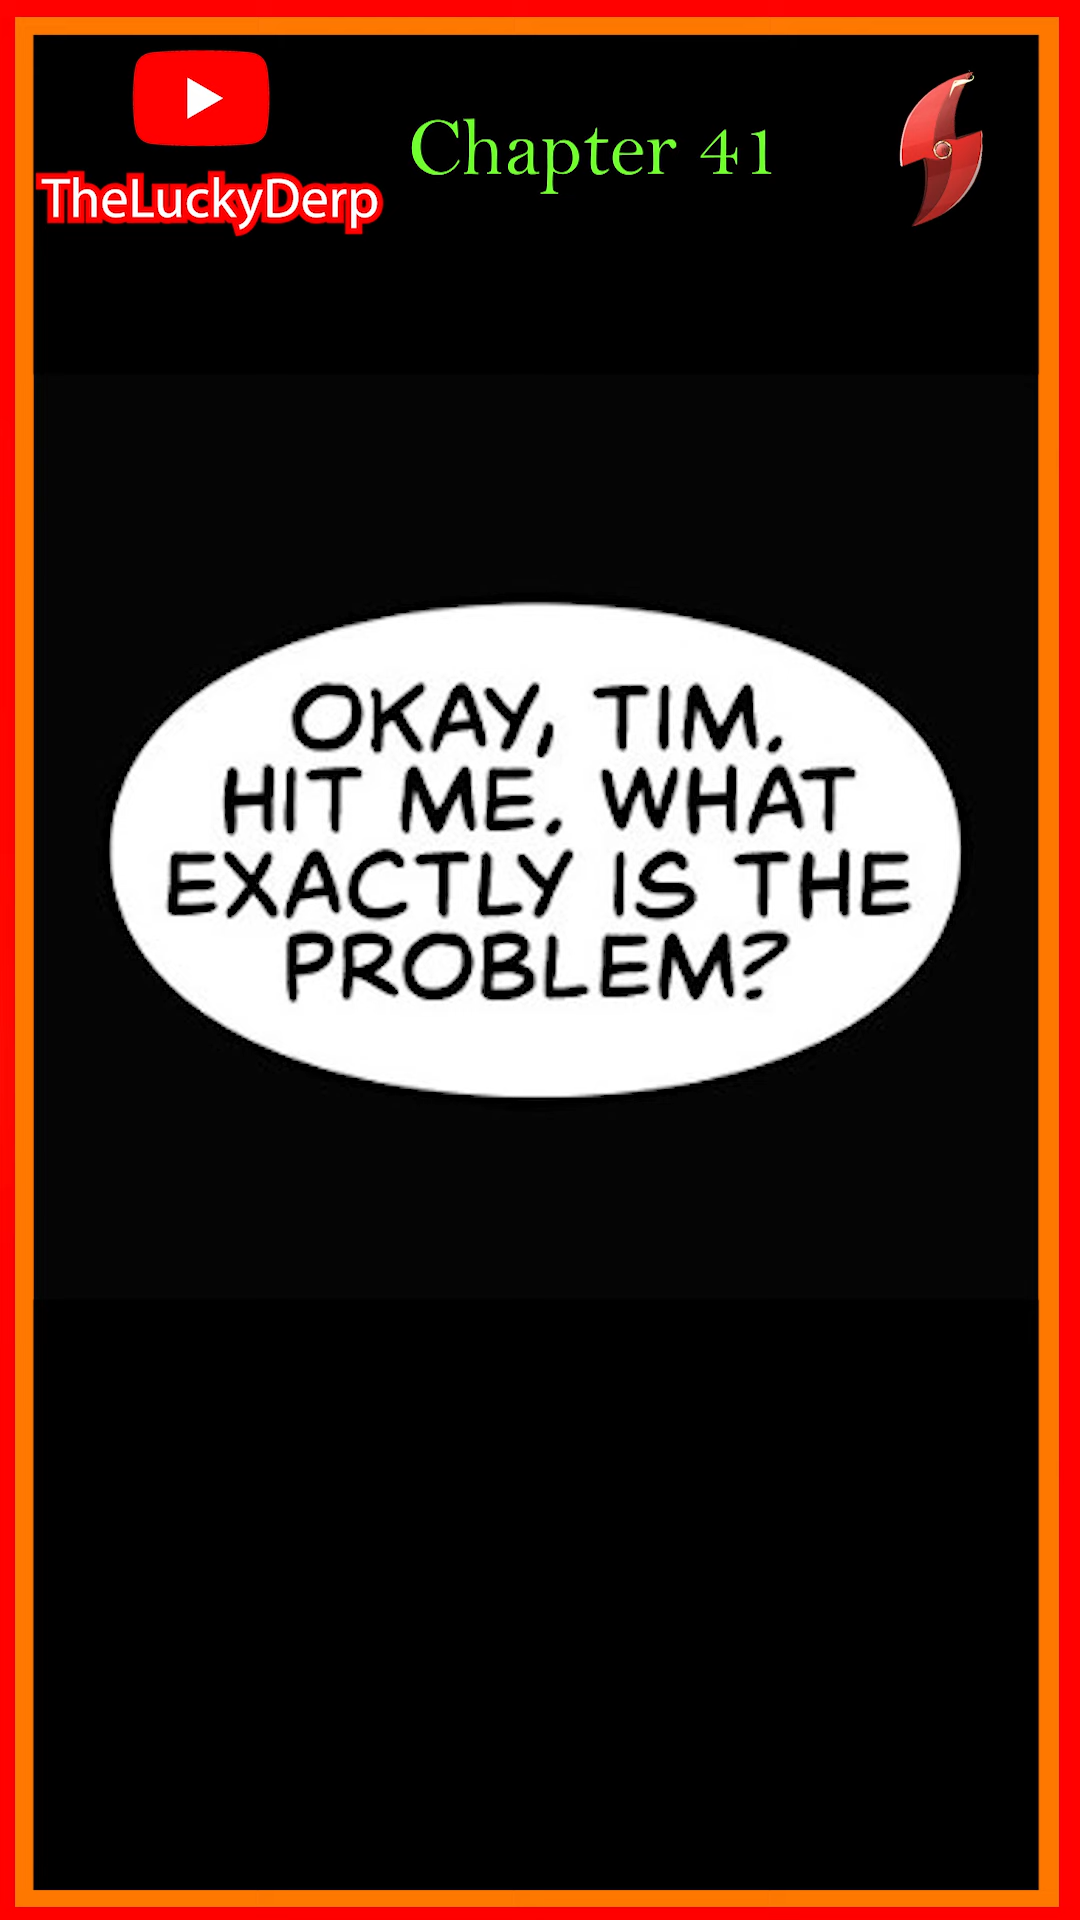 TheLuckyDerp
Chapter 41
OKAY, TIM.
HIT ME. WHAT
EXACTLY IS THE
PROBLEM?